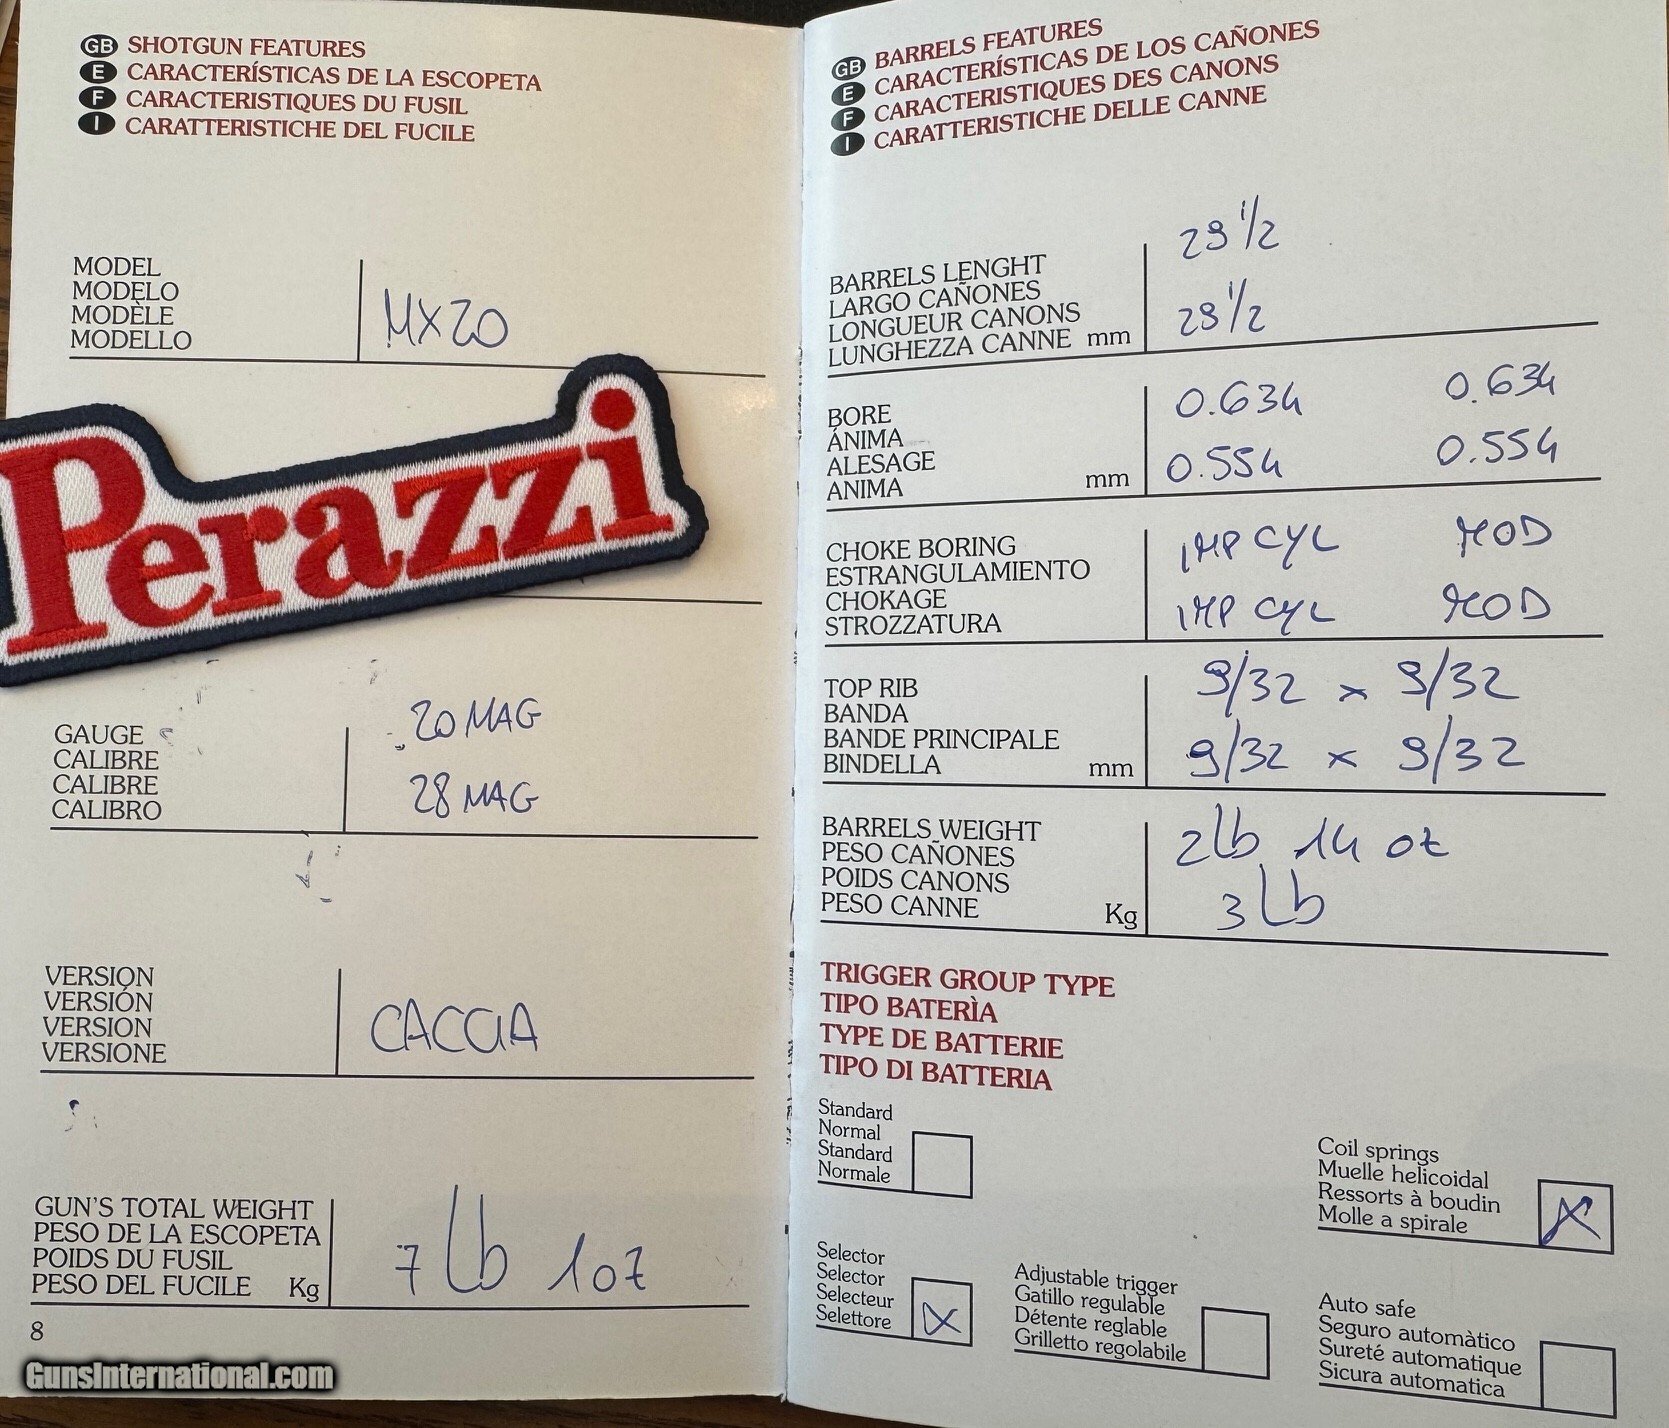 GB SHOTGUN FEATURES
E CARACTERÍSTICAS DE LA ESCOPETA
F CARACTERISTIQUES DU FUSIL
I CARATTERISTICHE DEL FUCILE
MODEL
MODELO
MODÈLE
MODELLO
MX20
Perazzi
GAUGE
CALIBRE
CALIBRE
CALIBRO
20 MAG
28 MAG
VERSION
VERSIÓN
VERSION
VERSIONE
CACCIA
GUN'S TOTAL WEIGHT
PESO DE LA ESCOPETA
POIDS DU FUSIL
PESO DEL FUCILE Kg
7 Lb 1 oz
8
GunsInternational.com
GB BARRELS FEATURES
E CARACTERÍSTICAS DE LOS CAÑONES
F CARACTERISTIQUES DES CANONS
I CARATTERISTICHE DELLE CANNE
BARRELS LENGHT
LARGO CAÑONES
LONGUEUR CANONS
LUNGHEZZA CANNE mm
29 1/2
29 1/2
BORE
ÁNIMA
ALESAGE
ANIMA mm
0.634 0.634
0.554 0.554
CHOKE BORING
ESTRANGULAMIENTO
CHOKAGE
STROZZATURA
IMP CYL MOD
IMP CYL MOD
TOP RIB
BANDA
BANDE PRINCIPALE
BINDELLA mm
9/32 x 9/32
9/32 x 9/32
BARRELS WEIGHT
PESO CAÑONES
POIDS CANONS
PESO CANNE Kg
2 Lb 14 oz
3 Lb
TRIGGER GROUP TYPE
TIPO BATERÌA
TYPE DE BATTERIE
TIPO DI BATTERIA
Standard
Normal
Standard
Normale
Coil springs
Muelle helicoidal
Ressorts à boudin
Molle a spirale
X
Selector
Selector
Selecteur
Selettore
X
Adjustable trigger
Gatillo regulable
Détente reglable
Grilletto regolabile
Auto safe
Seguro automàtico
Sureté automatique
Sicura automatica